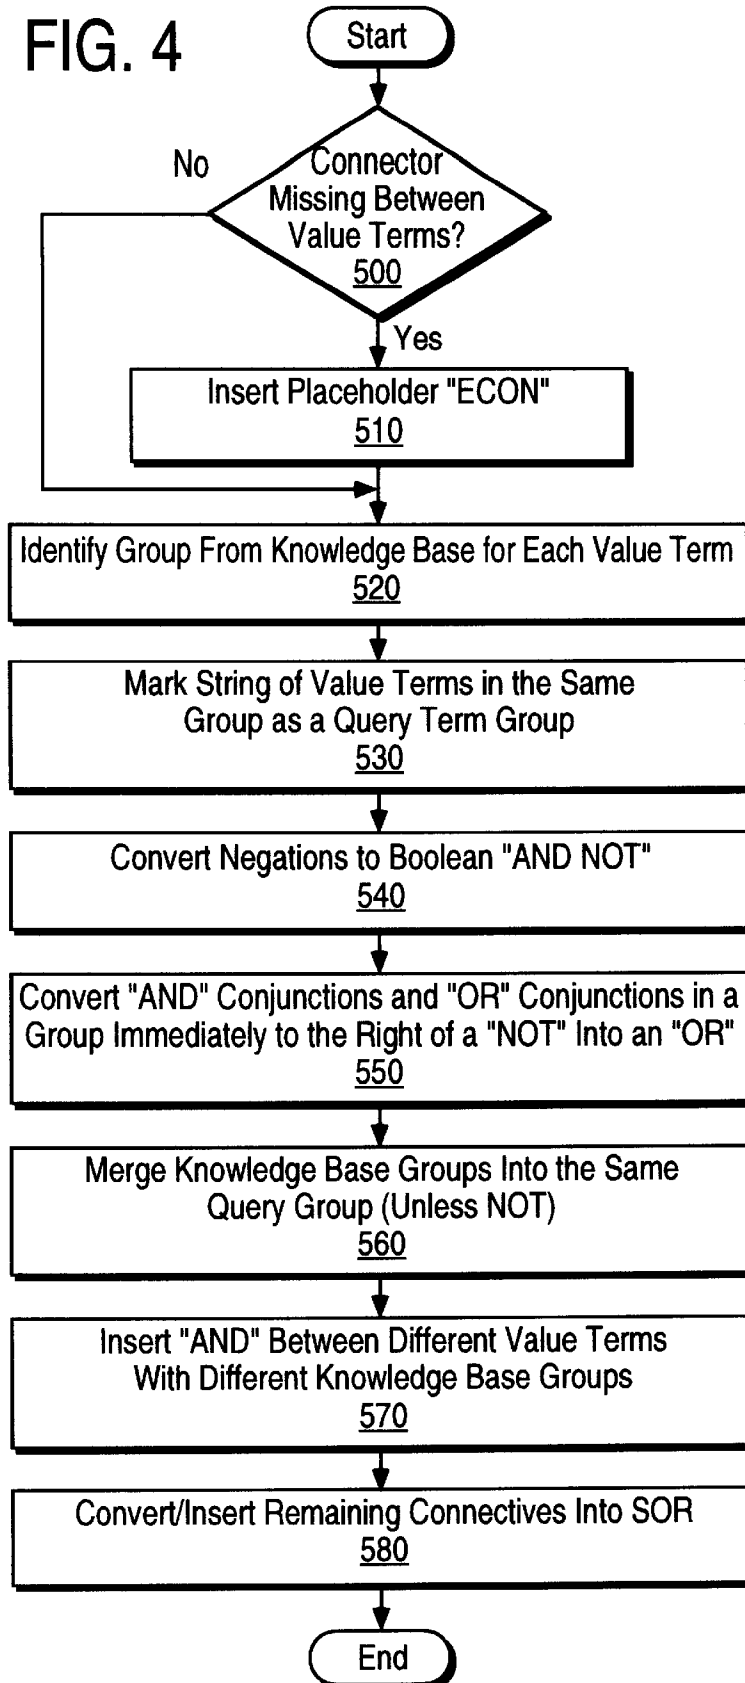 FIG. 4
Start
Connector
Missing Between
Value Terms?
500
No
Yes
Insert Placeholder "ECON"
510
Identify Group From Knowledge Base for Each Value Term
520
Mark String of Value Terms in the Same
Group as a Query Term Group
530
Convert Negations to Boolean "AND NOT"
540
Convert "AND" Conjunctions and "OR" Conjunctions in a
Group Immediately to the Right of a "NOT" Into an "OR"
550
Merge Knowledge Base Groups Into the Same
Query Group (Unless NOT)
560
Insert "AND" Between Different Value Terms
With Different Knowledge Base Groups
570
Convert/Insert Remaining Connectives Into SOR
580
End